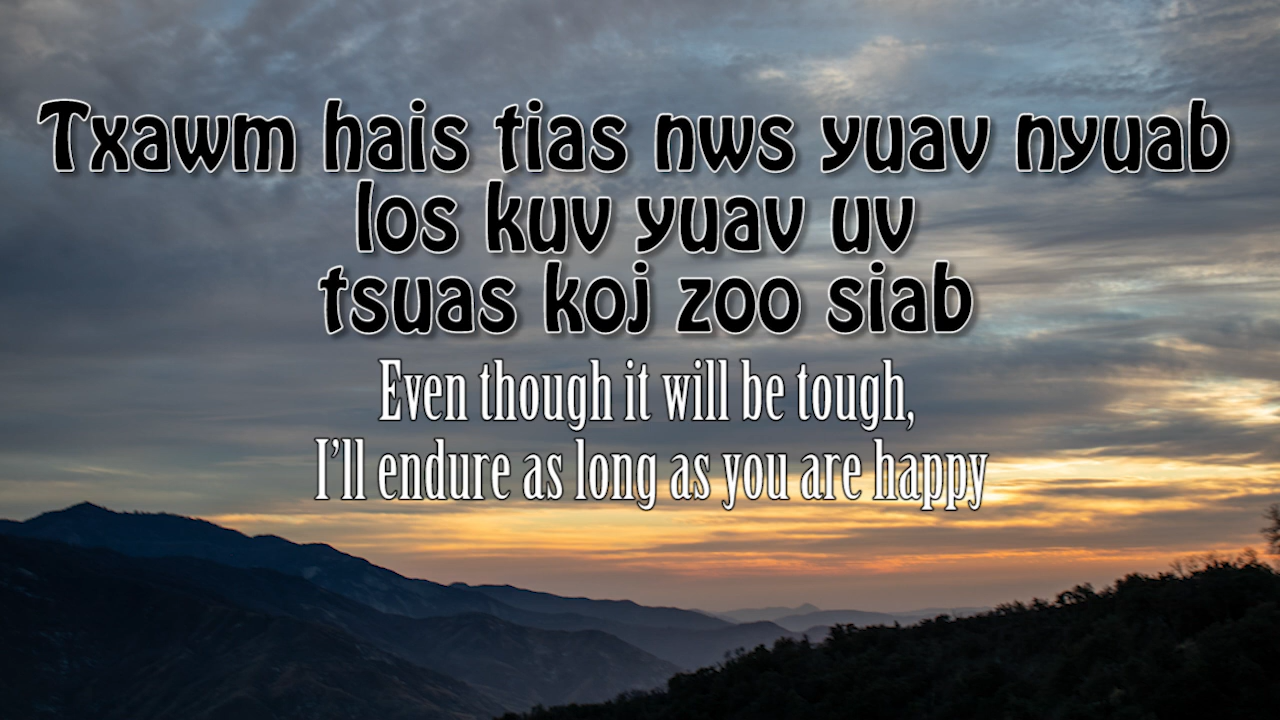 Txawm hais tias nws yuav nyuab
los kuv yuav uv
tsuas koj zoo siab
Even though it will be tough,
I'll endure as long as you are happy